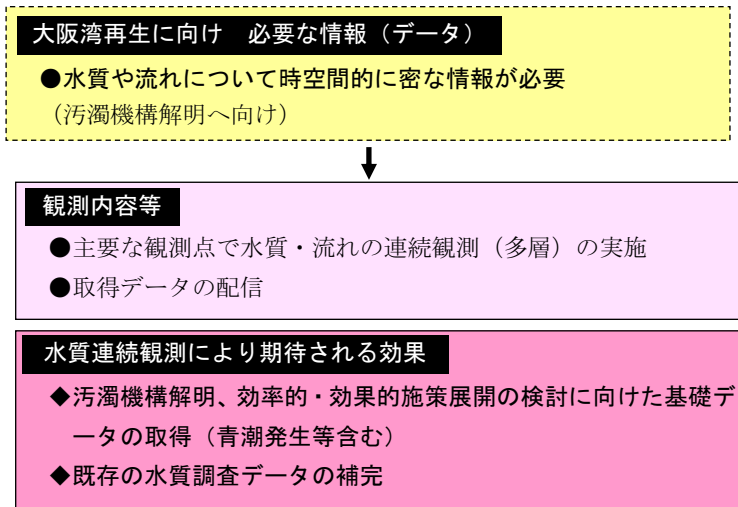 大阪湾再生に向け　必要な情報（データ）
●水質や流れについて時空間的に密な情報が必要
（汚濁機構解明へ向け）
観測内容等
●主要な観測点で水質・流れの連続観測（多層）の実施
●取得データの配信
水質連続観測により期待される効果
◆汚濁機構解明、効率的・効果的施策展開の検討に向けた基礎デ
ータの取得（青潮発生等含む）
◆既存の水質調査データの補完